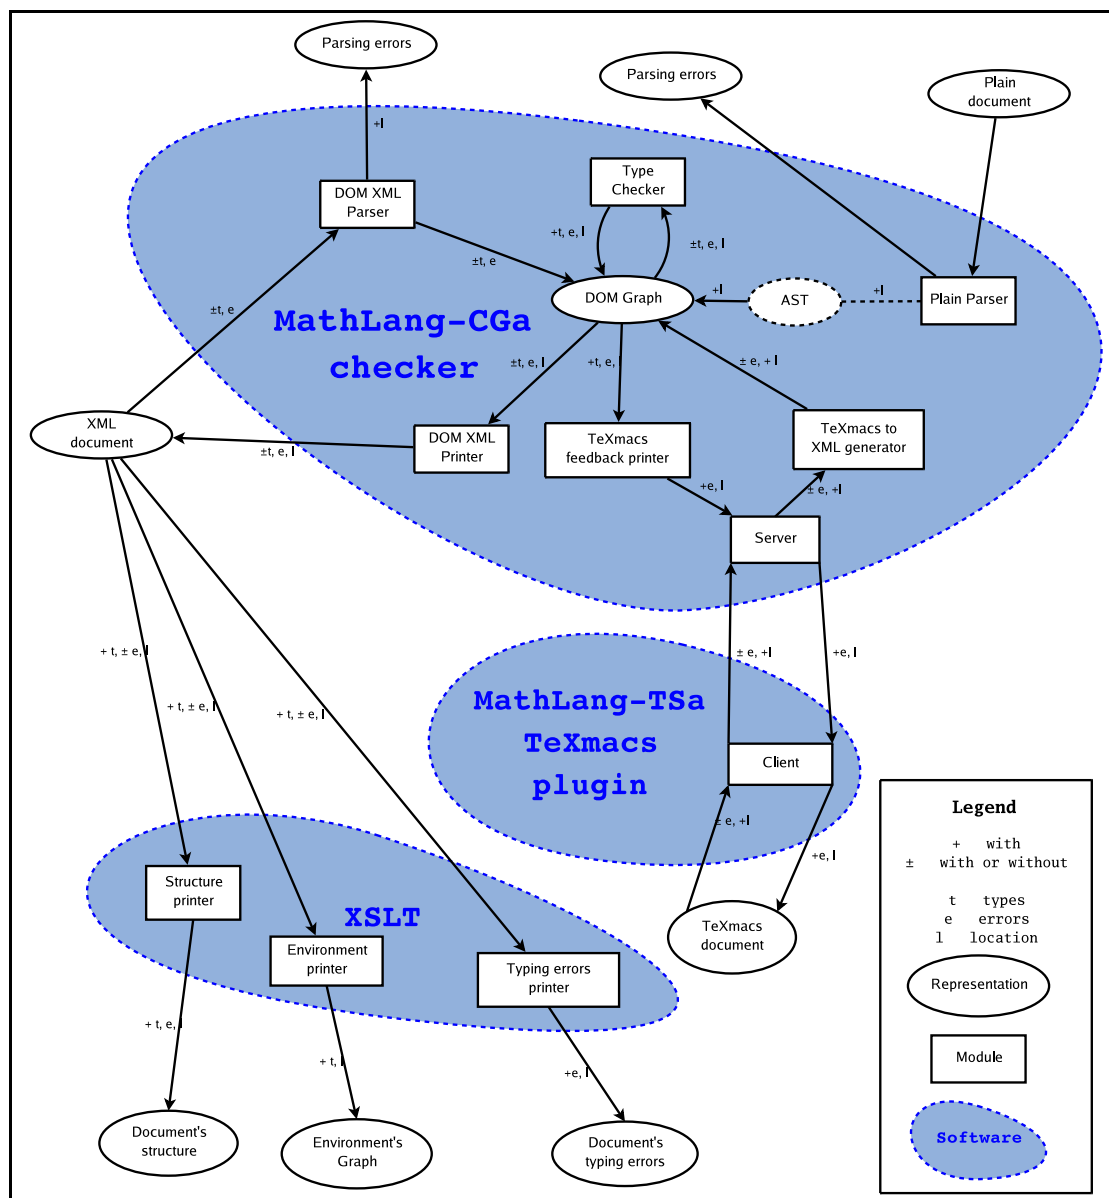 Parsing errors
Parsing errors
Plain
document
+l
Type
Checker
DOM XML
Parser
+t, e, l
±t, e, l
±t, e
DOM Graph
+l
AST
+l
Plain Parser
±t, e
MathLang-CGa
checker
±t, e, l
+t, e, l
± e, +l
XML
document
DOM XML
Printer
TeXmacs
feedback printer
TeXmacs to
XML generator
±t, e, l
+e, l
± e, +l
Server
+ t, ± e, l
+ t, ± e, l
+ t, ± e, l
± e, +l
+e, l
MathLang-TSa
TeXmacs
plugin
Client
± e, +l
+e, l
Structure
printer
XSLT
Environment
printer
Typing errors
printer
TeXmacs
document
+ t, e, l
+ t, l
+e, l
Document's
structure
Environment's
Graph
Document's
typing errors
Legend
+ with
± with or without
t types
e errors
l location
Representation
Module
Software